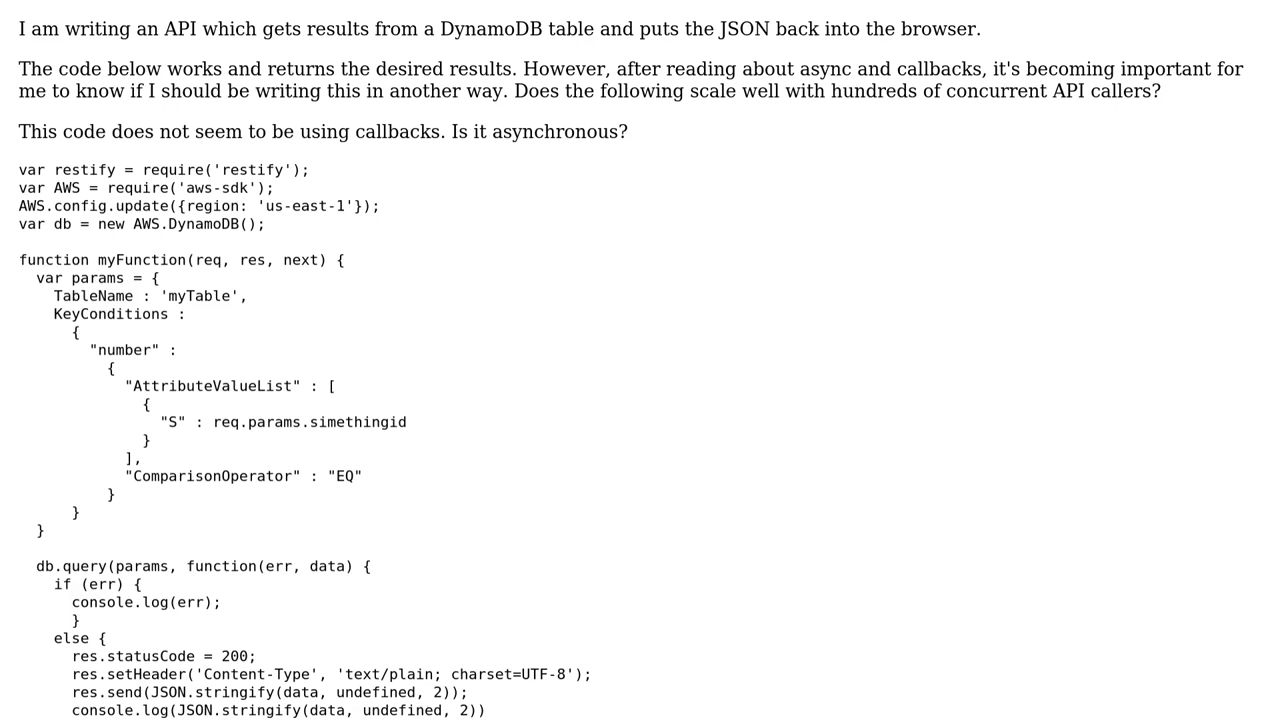 I am writing an API which gets results from a DynamoDB table and puts the JSON back into the browser.
The code below works and returns the desired results. However, after reading about async and callbacks, it's becoming important for
me to know if I should be writing this in another way. Does the following scale well with hundreds of concurrent API callers?
This code does not seem to be using callbacks. Is it asynchronous?
var restify = require('restify');
var AWS = require('aws-sdk');
AWS.config.update({region: 'us-east-1'});
var db = new AWS.DynamoDB();

function myFunction(req, res, next) {
  var params = {
    TableName : 'myTable',
    KeyConditions :
      {
        "number" :
          {
            "AttributeValueList" : [
              {
                "S" : req.params.simethingid
              }
            ],
            "ComparisonOperator" : "EQ"
          }
      }
  }

  db.query(params, function(err, data) {
    if (err) {
      console.log(err);
      }
    else {
      res.statusCode = 200;
      res.setHeader('Content-Type', 'text/plain; charset=UTF-8');
      res.send(JSON.stringify(data, undefined, 2));
      console.log(JSON.stringify(data, undefined, 2))